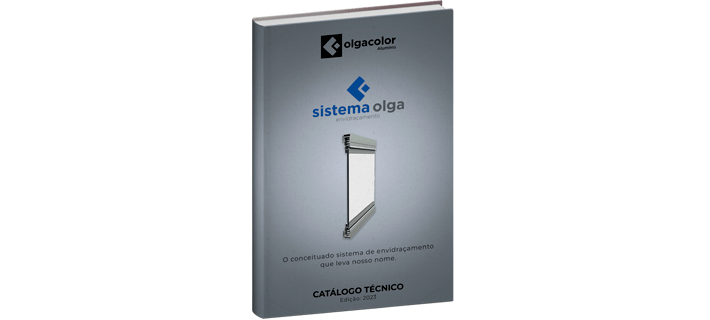 olgacolor
Alumínio
sistema olga
envidraçamento
O conceituado sistema de envidraçamento
que leva nosso nome.
CATÁLOGO TÉCNICO
Edição: 2023